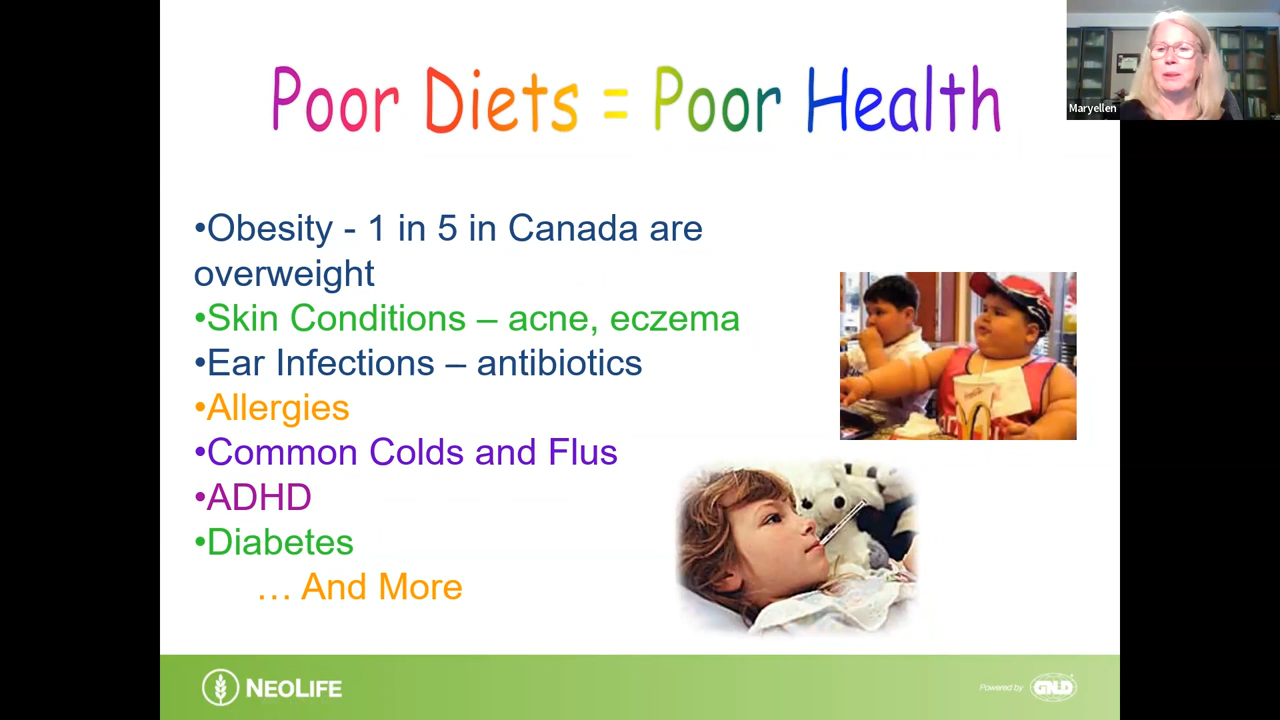 Poor Diets = Poor Health
Maryellen
•Obesity - 1 in 5 in Canada are
overweight
•Skin Conditions – acne, eczema
•Ear Infections – antibiotics
•Allergies
•Common Colds and Flus
•ADHD
•Diabetes
… And More
NEOLIFE
Powered by GNLD